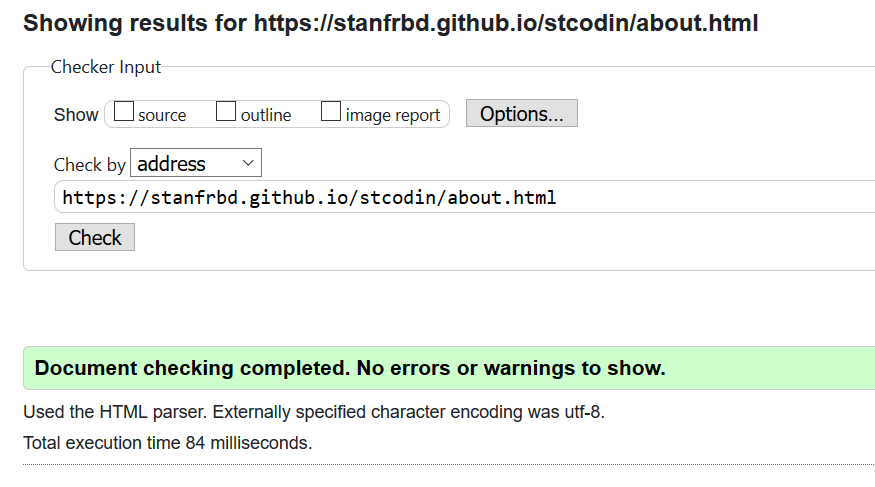 Showing results for https://stanfrbd.github.io/stcodin/about.html
Checker Input
Show source outline image report Options...
Check by address
https://stanfrbd.github.io/stcodin/about.html
Check
Document checking completed. No errors or warnings to show.
Used the HTML parser. Externally specified character encoding was utf-8.
Total execution time 84 milliseconds.